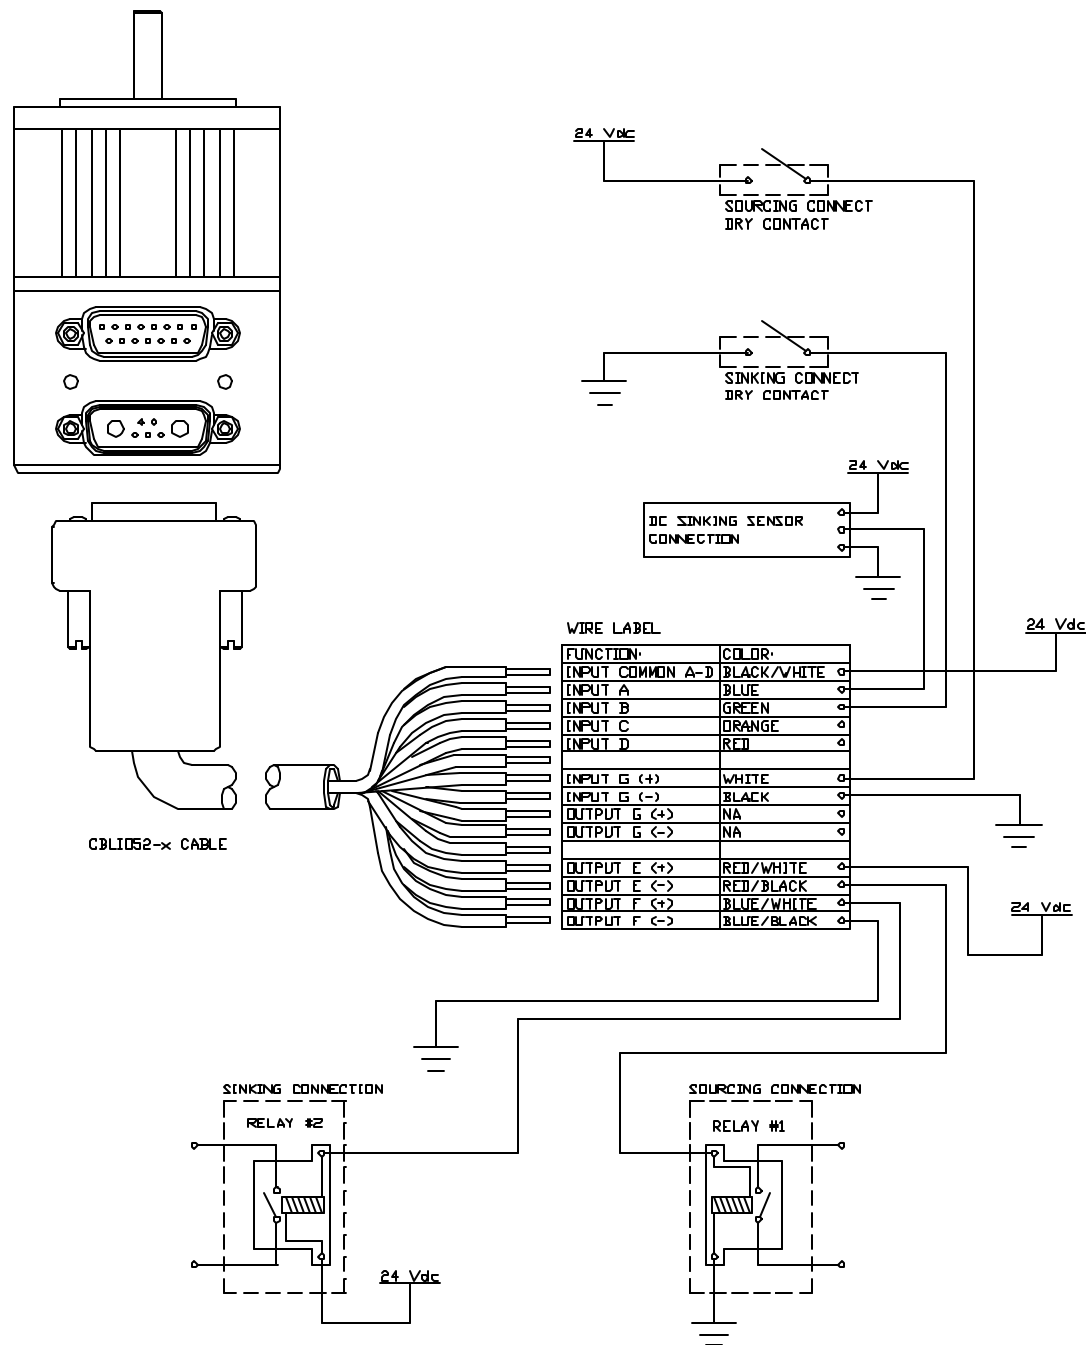 24 Vdc
SOURCING CONNECT
DRY CONTACT
SINKING CONNECT
DRY CONTACT
24 Vdc
DC SINKING SENSOR
CONNECTION
24 Vdc
WIRE LABEL
FUNCTION: COLOR:
INPUT COMMON A-D BLACK/WHITE
INPUT A BLUE
INPUT B GREEN
INPUT C ORANGE
INPUT D RED
INPUT G (+) WHITE
INPUT G (-) BLACK
OUTPUT G (+) NA
OUTPUT G (-) NA
OUTPUT E (+) RED/WHITE
OUTPUT E (-) RED/BLACK
OUTPUT F (+) BLUE/WHITE
OUTPUT F (-) BLUE/BLACK
CBLIO52-x CABLE
24 Vdc
SINKING CONNECTION
RELAY #2
24 Vdc
SOURCING CONNECTION
RELAY #1